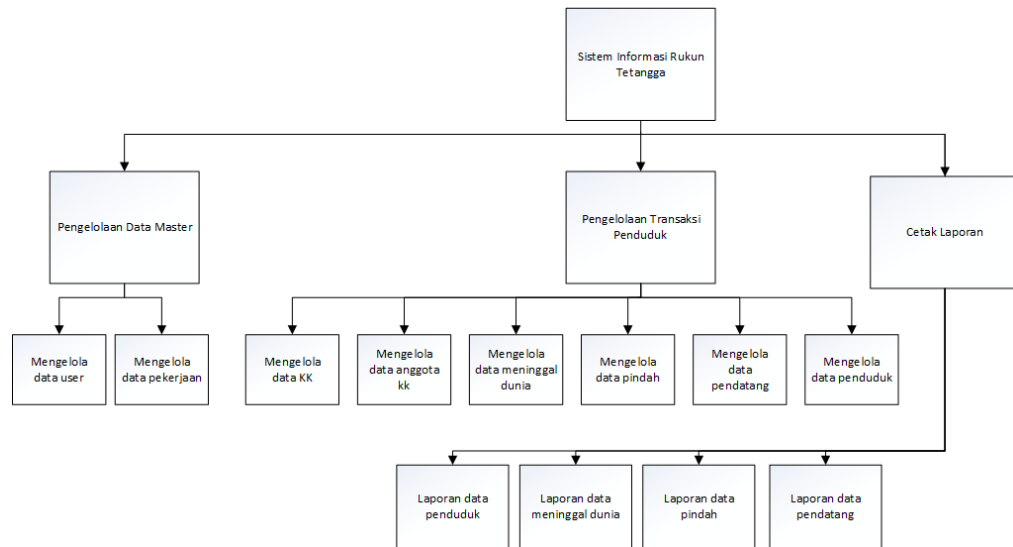 Sistem Informasi Rukun
Tetangga
Pengelolaan Data Master
Pengelolaan Transaksi
Penduduk
Cetak Laporan
Mengelola
data user
Mengelola
data pekerjaan
Mengelola
data KK
Mengelola
data anggota
kk
Mengelola
data meninggal
dunia
Mengelola
data pindah
Mengelola
data
pendatang
Mengelola
data penduduk
Laporan data
penduduk
Laporan data
meninggal dunia
Laporan data
pindah
Laporan data
pendatang